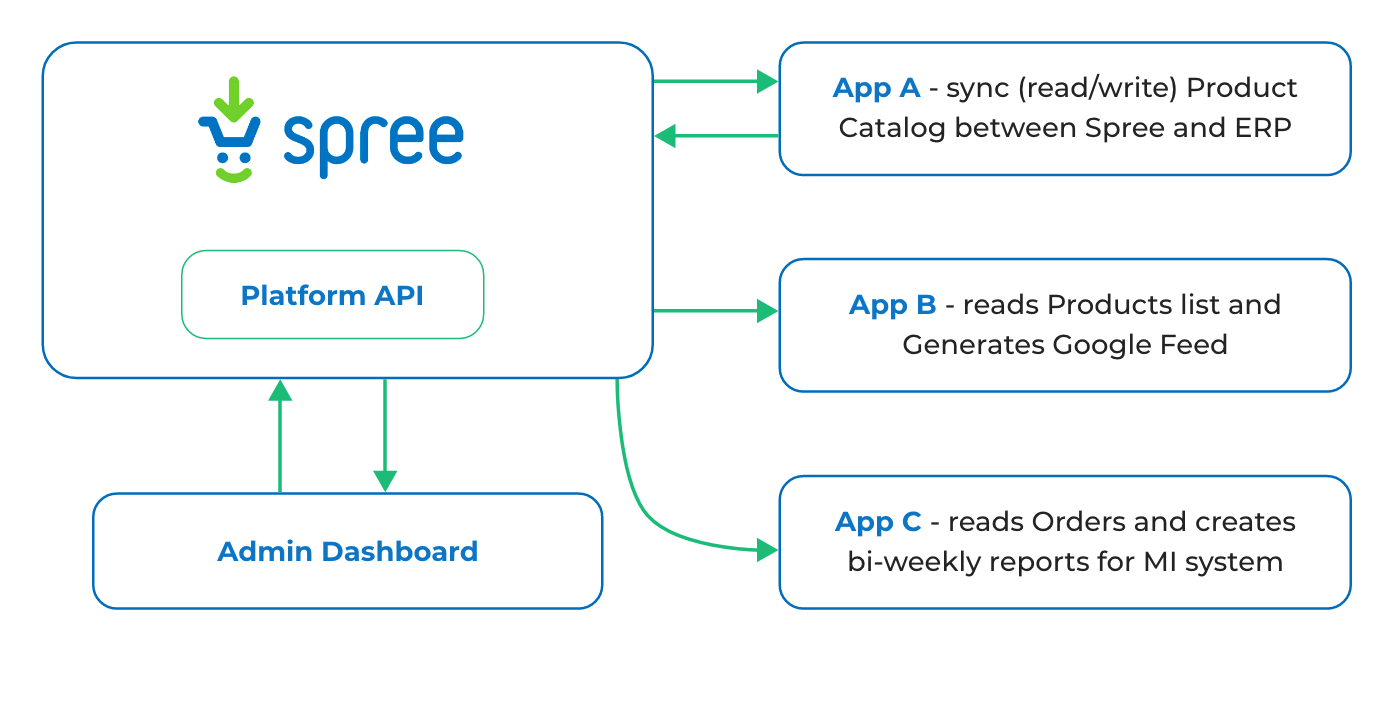 spree
Platform API
Admin Dashboard
App A - sync (read/write) Product
Catalog between Spree and ERP
App B - reads Products list and
Generates Google Feed
App C - reads Orders and creates
bi-weekly reports for MI system